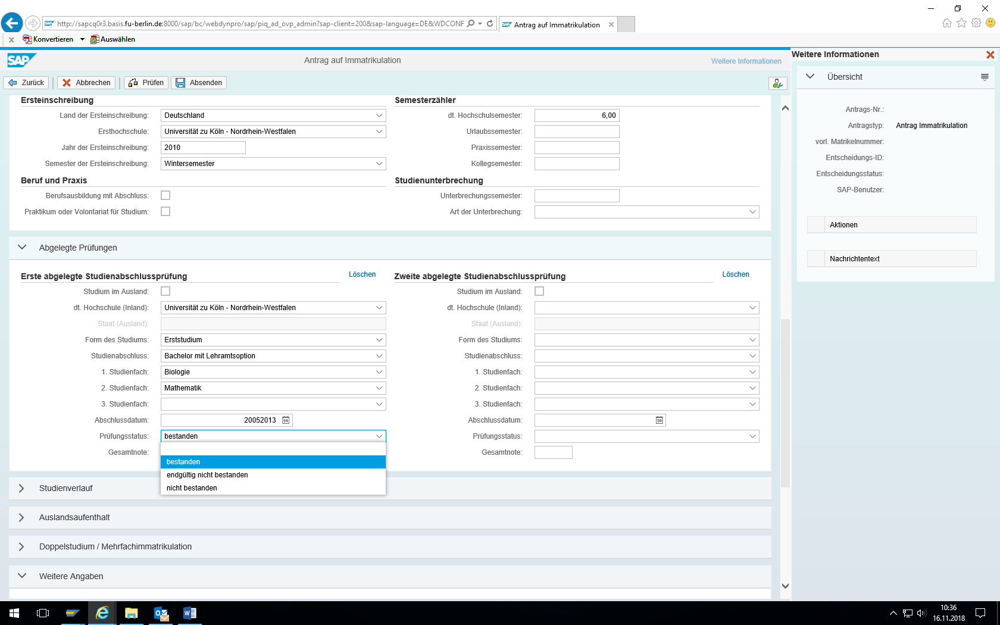 http://sapcq0r3.basis.fu-berlin.de:8000/sap/bc/webdynpro/sap/piq_ad_ovp_admin?sap-client=200&sap-language=DE&WDCONF
Antrag auf Immatrikulation
x Konvertieren Auswählen
SAP Antrag auf Immatrikulation Weitere Informationen
Zurück Abbrechen Prüfen Absenden
Ersteinschreibung
Land der Ersteinschreibung: Deutschland
Ersthochschule: Universität zu Köln - Nordrhein-Westfalen
Jahr der Ersteinschreibung: 2010
Semester der Ersteinschreibung: Wintersemester
Semesterzähler
dt. Hochschulsemester: 6,00
Urlaubssemester:
Praxissemester:
Kollegsemester:
Beruf und Praxis
Berufsausbildung mit Abschluss:
Praktikum oder Volontariat für Studium:
Studienunterbrechung
Unterbrechungssemester:
Art der Unterbrechung:
Abgelegte Prüfungen
Erste abgelegte Studienabschlussprüfung Löschen
Studium im Ausland:
dt. Hochschule (Inland): Universität zu Köln - Nordrhein-Westfalen
Staat (Ausland):
Form des Studiums: Erststudium
Studienabschluss: Bachelor mit Lehramtsoption
1. Studienfach: Biologie
2. Studienfach: Mathematik
3. Studienfach:
Abschlussdatum: 20052013 14
Prüfungsstatus: bestanden
Gesamtnote:
bestanden
endgültig nicht bestanden
nicht bestanden
Zweite abgelegte Studienabschlussprüfung Löschen
Studium im Ausland:
dt. Hochschule (Inland):
Staat (Ausland):
Form des Studiums:
Studienabschluss:
1. Studienfach:
2. Studienfach:
3. Studienfach:
Abschlussdatum: 14
Prüfungsstatus:
Gesamtnote:
Studienverlauf
Auslandsaufenthalt
Doppelstudium / Mehrfachimmatrikulation
Weitere Angaben
Weitere Informationen
Übersicht
Antrags-Nr.:
Antragstyp: Antrag Immatrikulation
vorl. Matrikelnummer:
Entscheidungs-ID:
Entscheidungsstatus:
SAP-Benutzer:
Aktionen
Nachrichtentext
10:36
16.11.2018